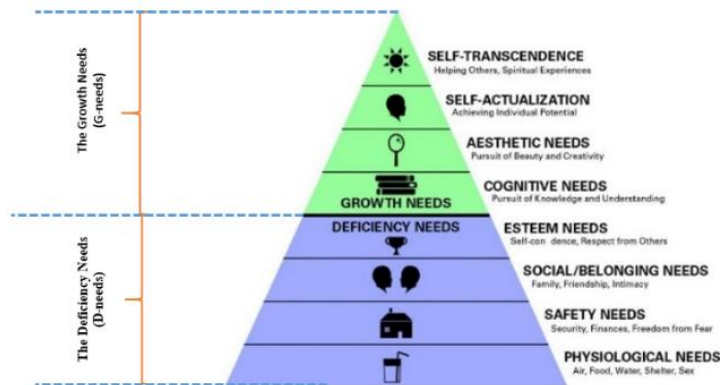 The Growth Needs
(G-needs)
SELF-TRANSCENDENCE
Helping Others, Spiritual Experiences
SELF-ACTUALIZATION
Achieving Individual Potential
AESTHETIC NEEDS
Pursuit of Beauty and Creativity
COGNITIVE NEEDS
Pursuit of Knowledge and Understanding
GROWTH NEEDS
The Deficiency Needs
(D-needs)
DEFICIENCY NEEDS
ESTEEM NEEDS
Self-con dence, Respect from Others
SOCIAL/BELONGING NEEDS
Family, Friendship, Intimacy
SAFETY NEEDS
Security, Finances, Freedom from Fear
PHYSIOLOGICAL NEEDS
Air, Food, Water, Shelter, Sex